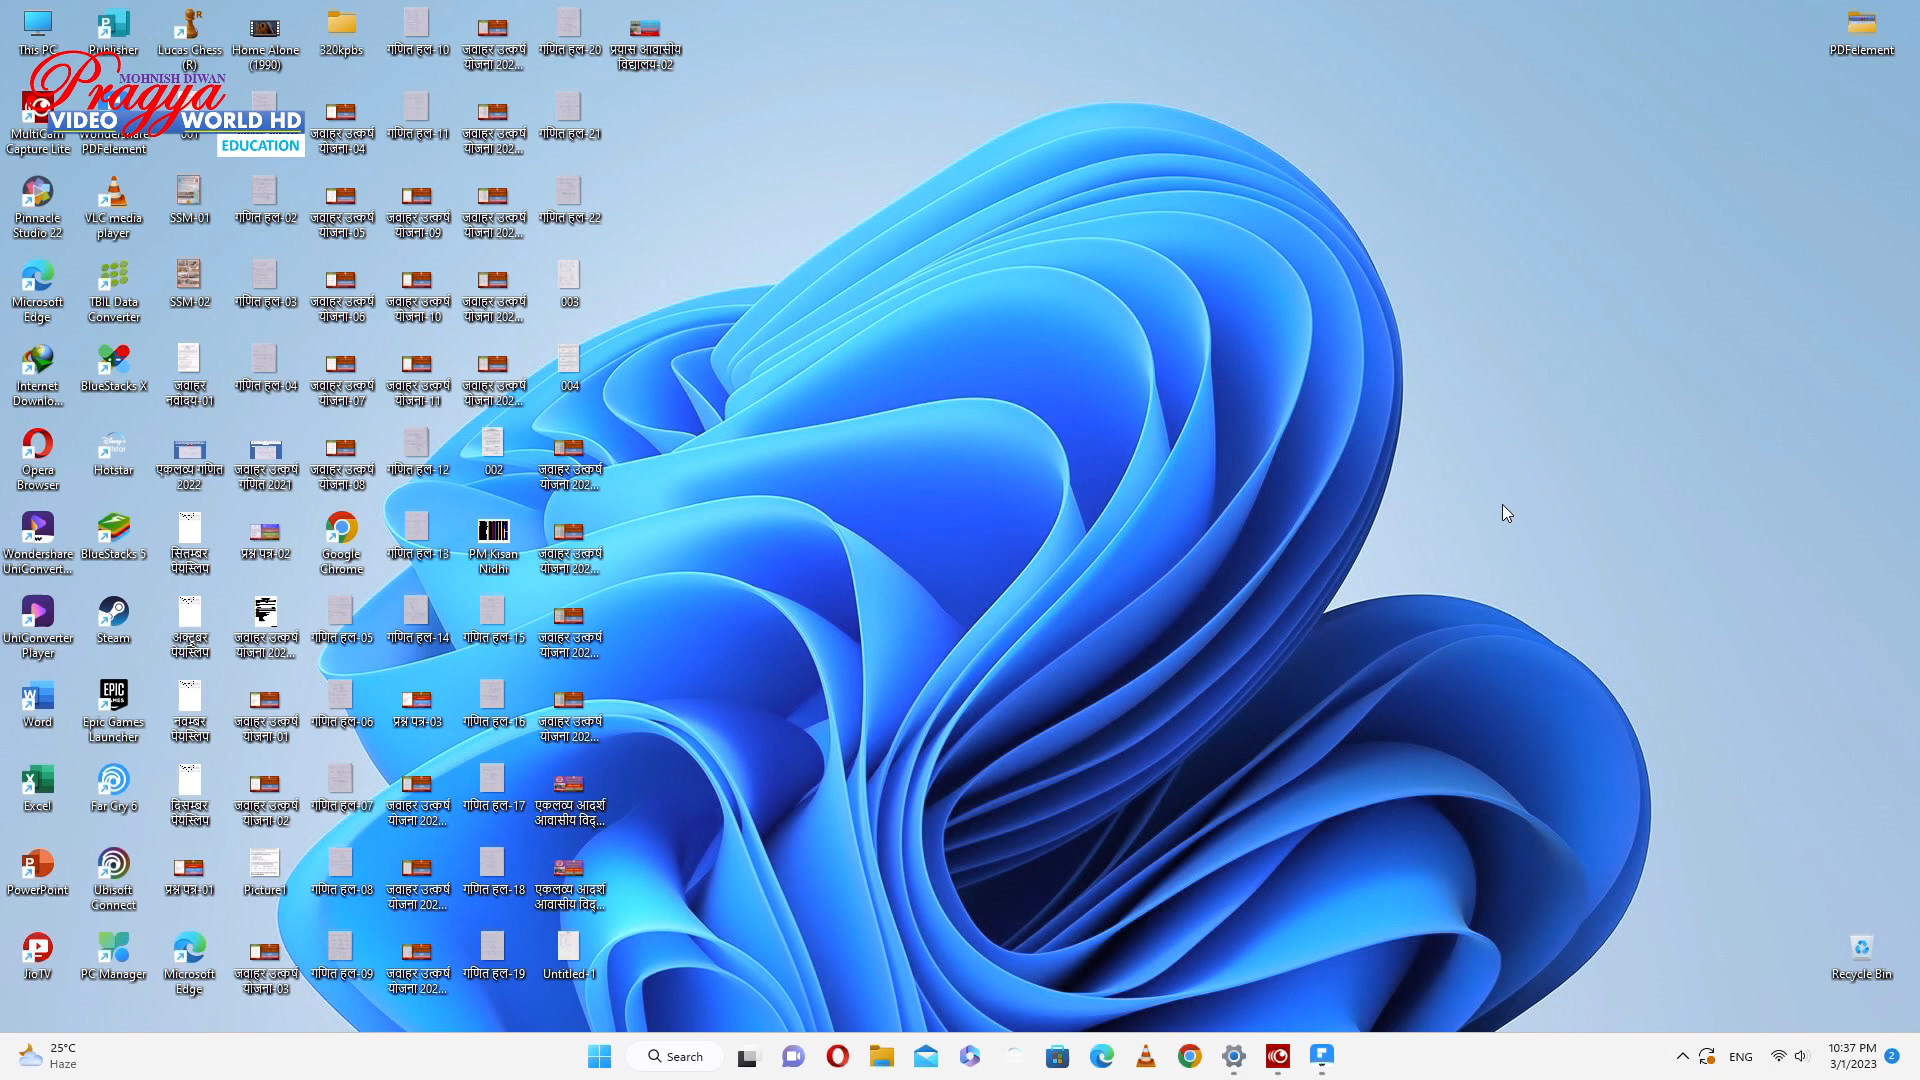 This PC
Publisher
Lucas Chess (R)
Home Alone (1990)
320kpbs
गणित हल-10
जवाहर उत्कर्ष योजना 202...
गणित हल-20
प्रयास आवासीय विद्यालय-02
PDFelement
MOHNISH DIWAN
Pragya
VIDEO WORLD HD
EDUCATION
MultiCam Capture Lite
Wondershare PDFelement
001
जवाहर उत्कर्ष योजना-04
गणित हल-11
जवाहर उत्कर्ष योजना 202...
गणित हल-21
Pinnacle Studio 22
VLC media player
SSM-01
गणित हल-02
जवाहर उत्कर्ष योजना-05
जवाहर उत्कर्ष योजना-09
जवाहर उत्कर्ष योजना 202...
गणित हल-22
Microsoft Edge
TBIL Data Converter
SSM-02
गणित हल-03
जवाहर उत्कर्ष योजना-06
जवाहर उत्कर्ष योजना-10
जवाहर उत्कर्ष योजना 202...
003
Internet Downlo...
BlueStacks X
जवाहर नवोदय-01
गणित हल-04
जवाहर उत्कर्ष योजना-07
जवाहर उत्कर्ष योजना-11
जवाहर उत्कर्ष योजना 202...
004
Opera Browser
Hotstar
एकलव्य गणित 2022
जवाहर उत्कर्ष गणित 2021
जवाहर उत्कर्ष योजना-08
गणित हल-12
002
जवाहर उत्कर्ष योजना 202...
Wondershare UniConvert...
BlueStacks 5
सितम्बर पेयस्लिप
प्रश्न पत्र-02
Google Chrome
गणित हल-13
PM Kisan Nidhi
जवाहर उत्कर्ष योजना 202...
UniConverter Player
Steam
अक्टूबर पेयस्लिप
जवाहर उत्कर्ष योजना 202...
गणित हल-05
गणित हल-14
गणित हल-15
जवाहर उत्कर्ष योजना 202...
Word
EPIC GAMES
Epic Games Launcher
नवम्बर पेयस्लिप
जवाहर उत्कर्ष योजना-01
गणित हल-06
प्रश्न पत्र-03
गणित हल-16
जवाहर उत्कर्ष योजना 202...
Excel
Far Cry 6
दिसम्बर पेयस्लिप
जवाहर उत्कर्ष योजना-02
गणित हल-07
जवाहर उत्कर्ष योजना 202...
गणित हल-17
एकलव्य आदर्श आवासीय विद्...
PowerPoint
Ubisoft Connect
प्रश्न पत्र-01
Picture1
गणित हल-08
जवाहर उत्कर्ष योजना 202...
गणित हल-18
एकलव्य आदर्श आवासीय विद्...
JioTV
PC Manager
Microsoft Edge
जवाहर उत्कर्ष योजना-03
गणित हल-09
जवाहर उत्कर्ष योजना 202...
गणित हल-19
Untitled-1
Recycle Bin
25°C
Haze
Search
ENG
10:37 PM
3/1/2023
2